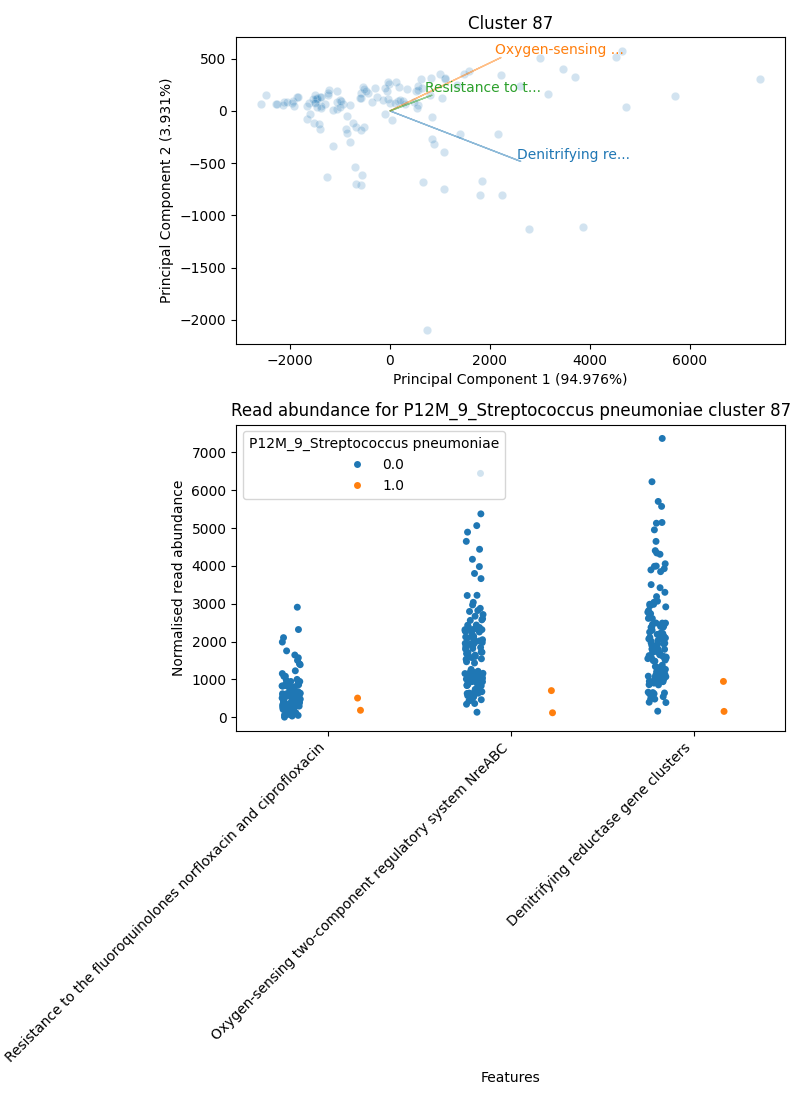 Cluster 87
500
0
−500
−1000
−1500
−2000
Principal Component 2 (3.931%)
Oxygen-sensing ...
Resistance to t...
Denitrifying re...
−2000
0
2000
4000
6000
Principal Component 1 (94.976%)
Read abundance for P12M_9_Streptococcus pneumoniae cluster 87
P12M_9_Streptococcus pneumoniae
0.0
1.0
7000
6000
5000
4000
3000
2000
1000
0
Normalised read abundance
Resistance to the fluoroquinolones norfloxacin and ciprofloxacin
Oxygen-sensing two-component regulatory system NreABC
Denitrifying reductase gene clusters
Features